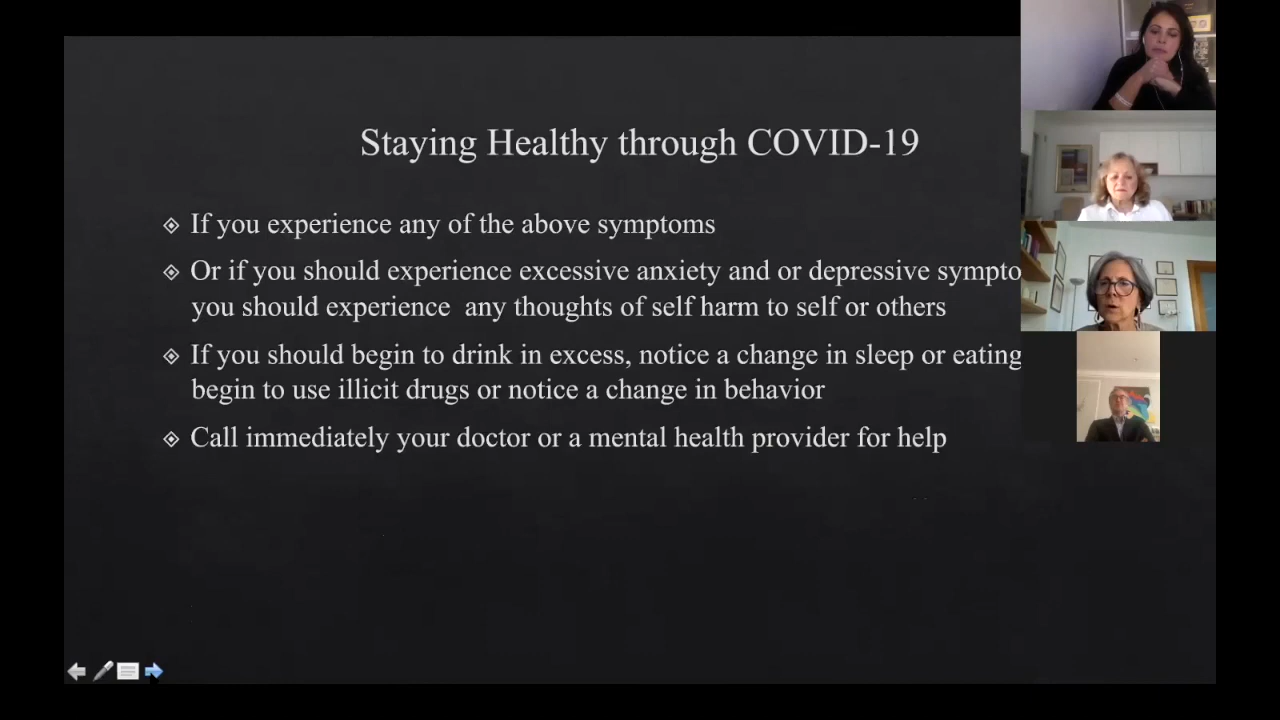 Staying Healthy through COVID-19
If you experience any of the above symptoms
Or if you should experience excessive anxiety and or depressive sympto
you should experience any thoughts of self harm to self or others
If you should begin to drink in excess, notice a change in sleep or eating
begin to use illicit drugs or notice a change in behavior
Call immediately your doctor or a mental health provider for help